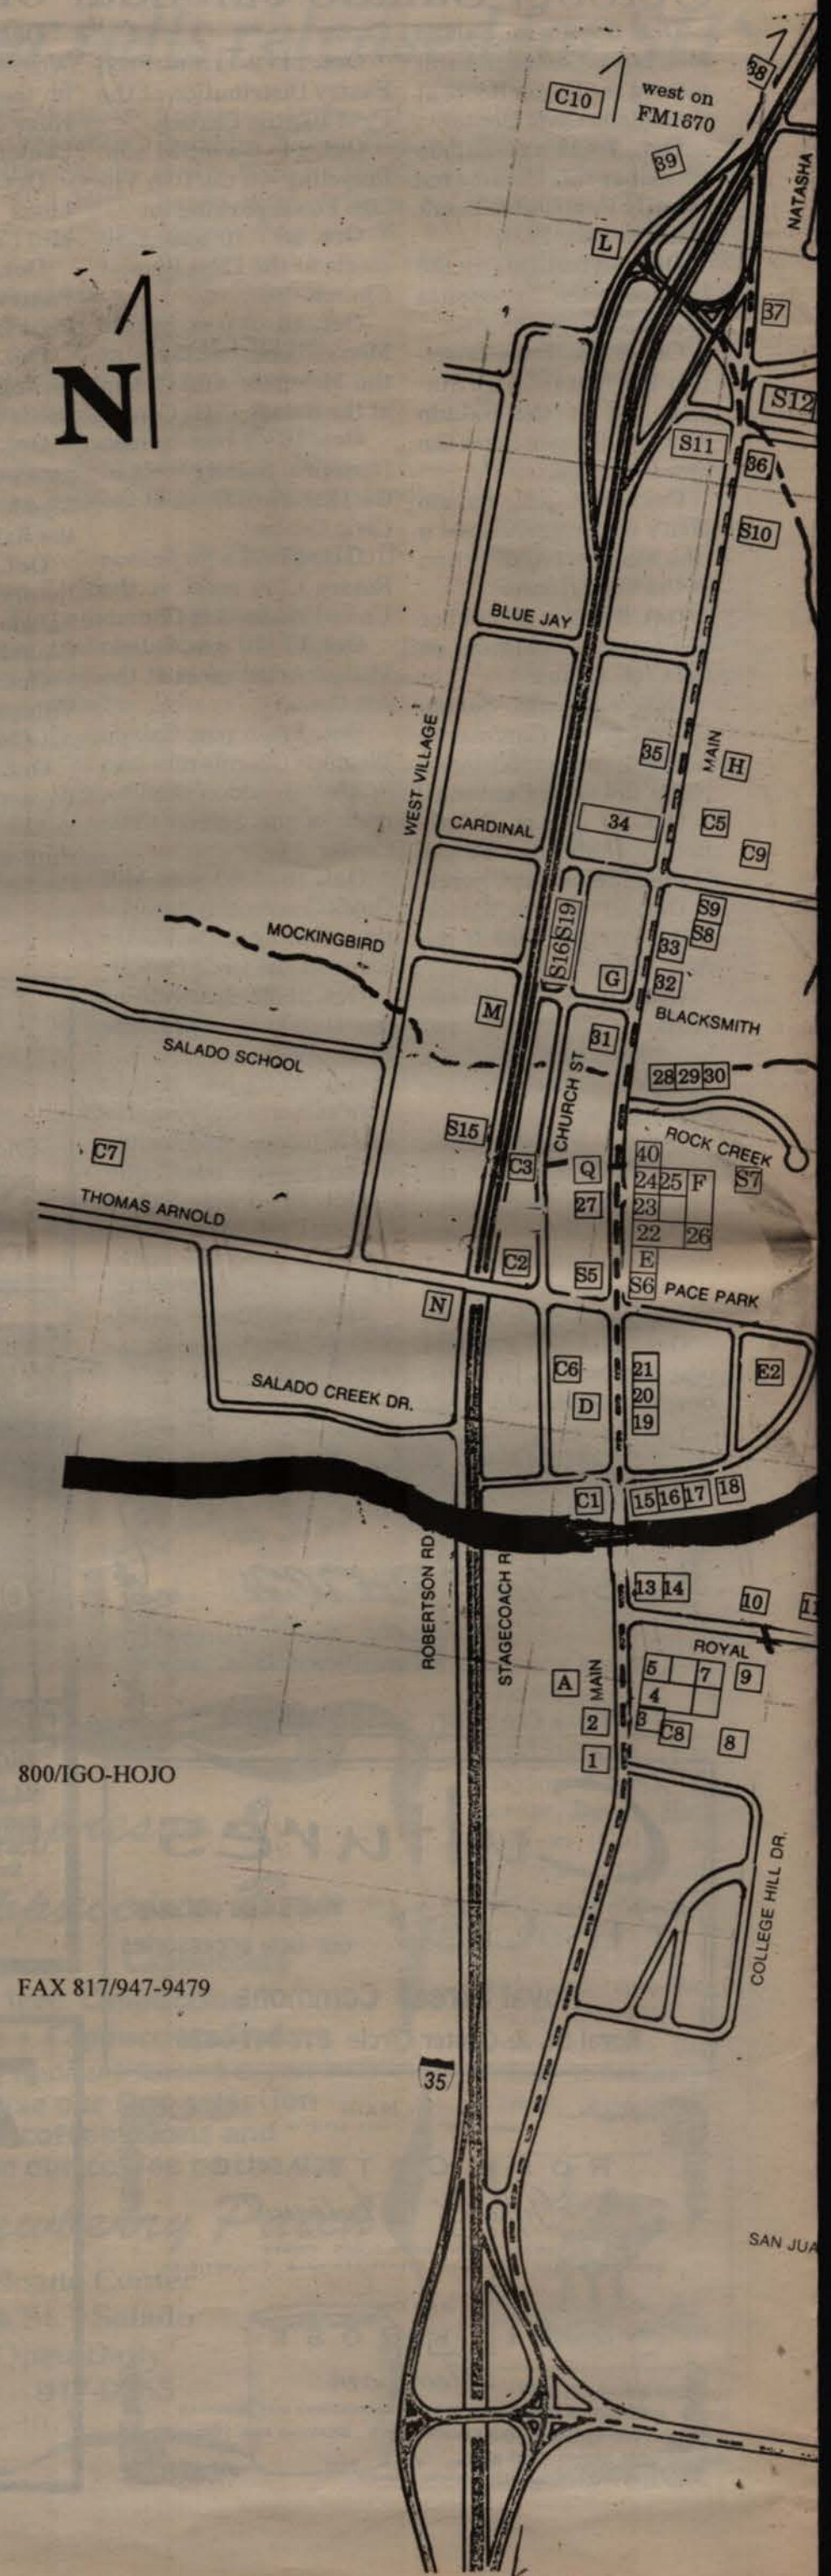 38
C10
west on
FM1670
39
NATASHA
L
37
N
S12
S11
36
S10
BLUE JAY
WEST VILLAGE
MAIN
35
H
CARDINAL
34
C5
C9
S16 S19
S9
S8
MOCKINGBIRD
33
G
32
M
BLACKSMITH
31
SALADO SCHOOL
CHURCH ST
28 29 30
S15
ROCK CREEK
C7
C3
Q
40
24 25 F
S7
THOMAS ARNOLD
27
23
22 26
C2
E
S5
S6
PACE PARK
N
C6
21
E2
SALADO CREEK DR.
D
20
19
C1
15 16 17 18
ROBERTSON RD.
STAGECOACH R
13 14
10
11
ROYAL
A
MAIN
5 7 9
4
2
3 C8
8
1
800/IGO-HOJO
COLLEGE HILL DR.
FAX 817/947-9479
35
SAN JUA